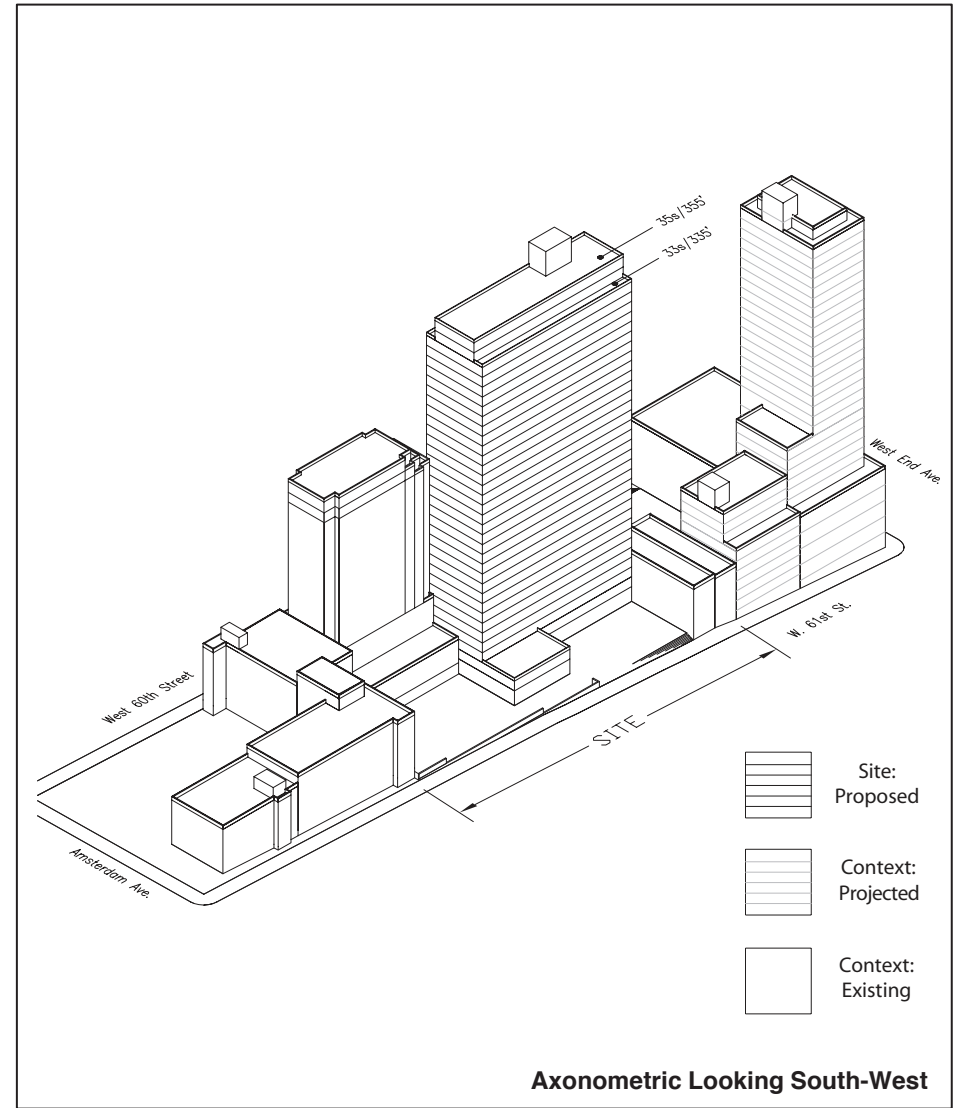 35s/355'
33s/335'
West End Ave.
W. 61st St.
West 60th Street
SITE
Amsterdam Ave.
Site:
Proposed
Context:
Projected
Context:
Existing
Axonometric Looking South-West